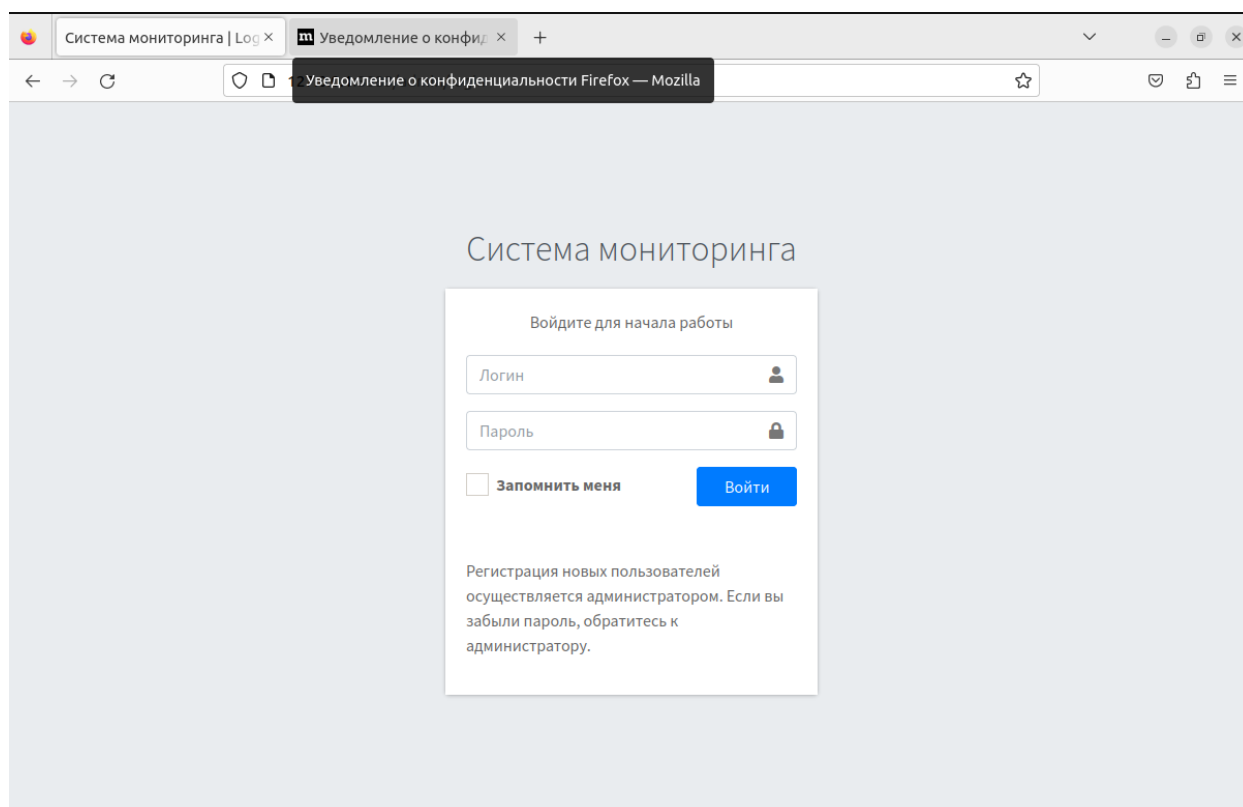 Система мониторинга | Log
Уведомление о конфид
Уведомление о конфиденциальности Firefox — Mozilla
Система мониторинга
Войдите для начала работы
Логин
Пароль
Запомнить меня
Войти
Регистрация новых пользователей
осуществляется администратором. Если вы
забыли пароль, обратитесь к
администратору.